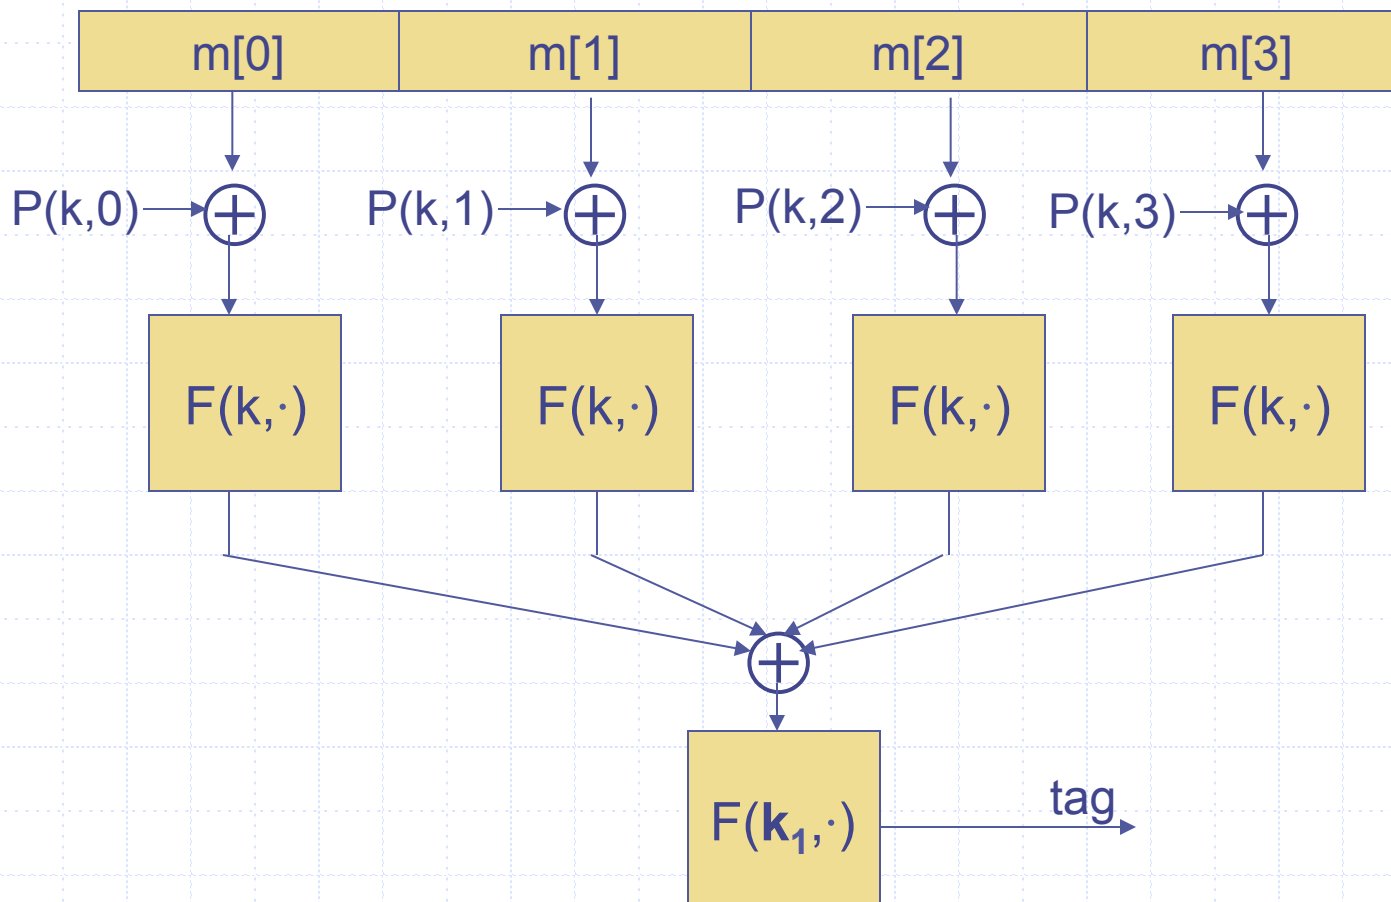 m[0] m[1] m[2] m[3]
P(k,0) P(k,1) P(k,2) P(k,3)
F(k,·) F(k,·) F(k,·) F(k,·)
tag
F(k₁,·)